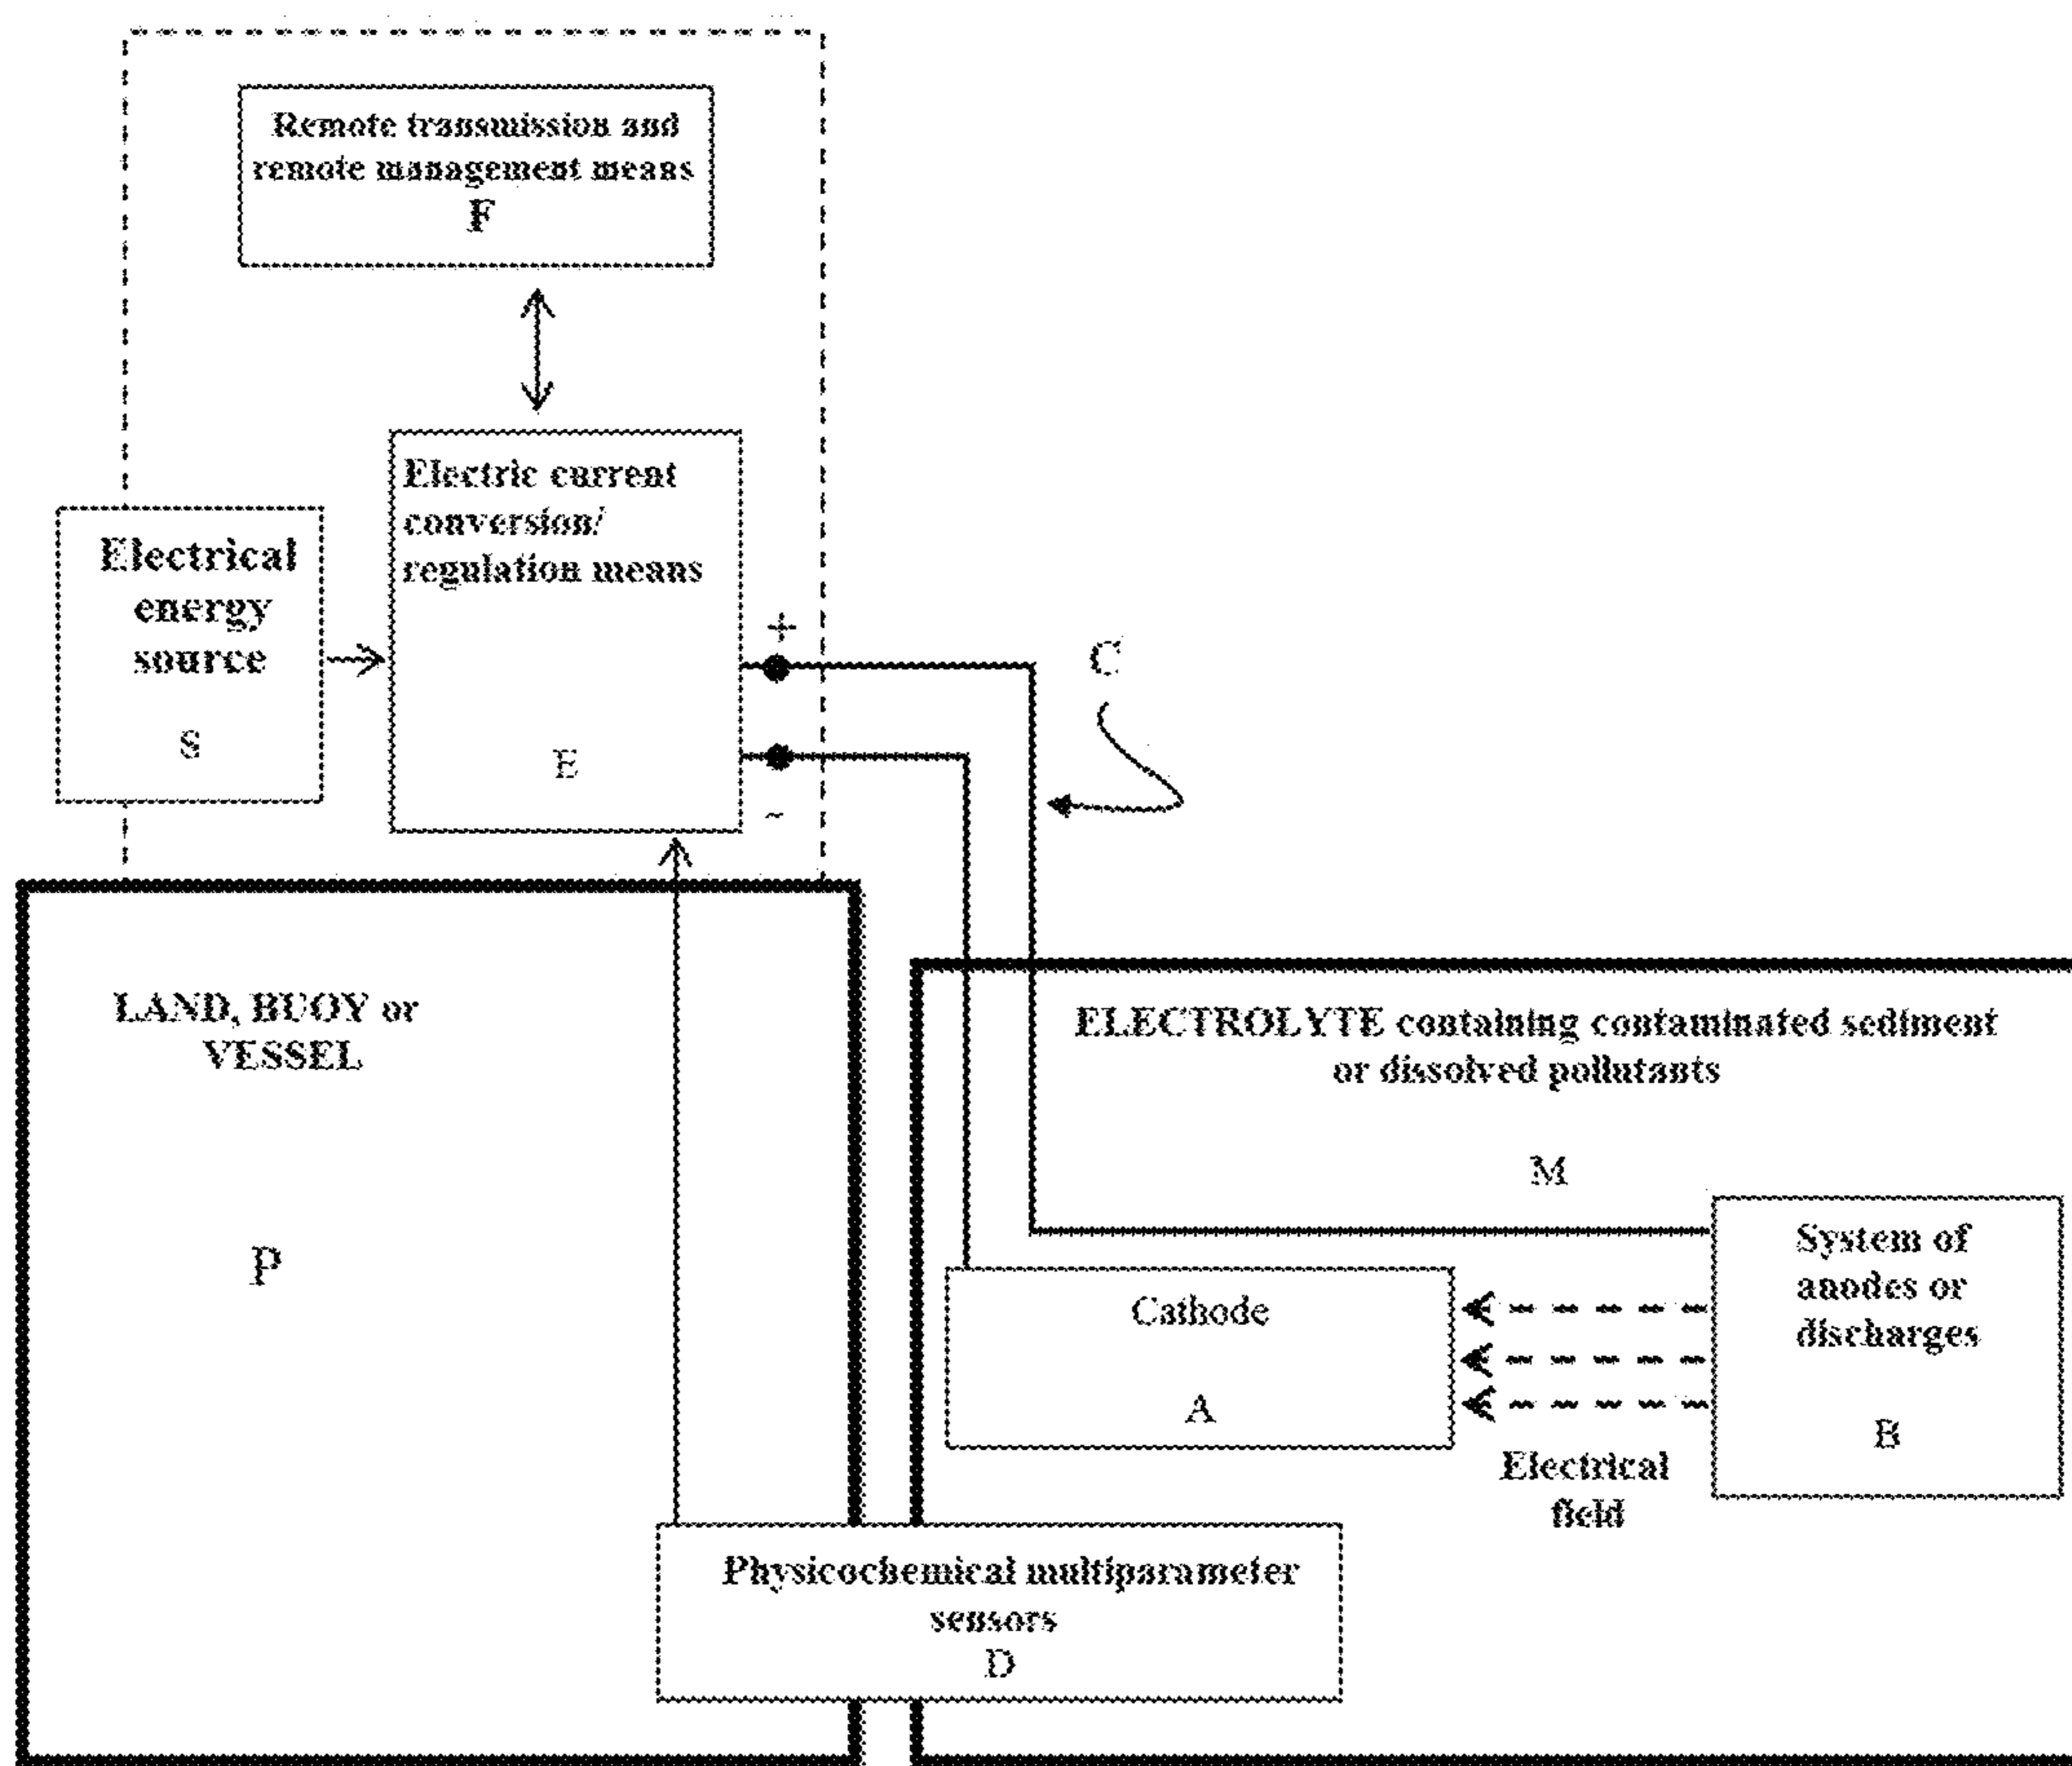 Remote transmission and
remote management means
F
Electric current
conversion/
regulation means
E
Electrical
energy
source
S
+
-
C
LAND, BUOY or
VESSEL
P
ELECTROLYTE containing contaminated sediment
or dissolved pollutants
M
System of
anodes or
discharges
B
Cathode
A
Electrical
field
Physicochemical multiparameter
sensors
D